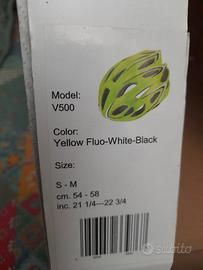 Model:
V500
Color:
Yellow Fluo-White-Black
Size:
S - M
cm. 54 - 58
inc. 21 1/4—22 3/4
subito